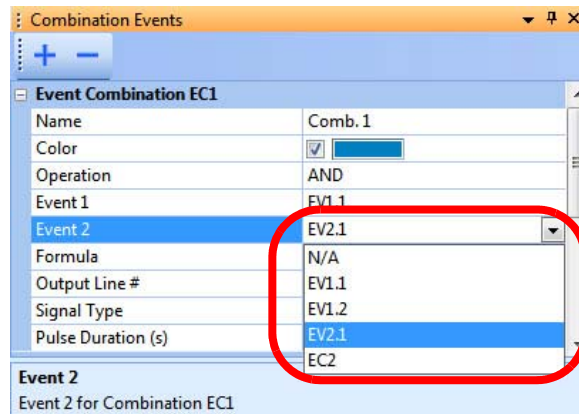 Combination Events
Event Combination EC1
Name Comb. 1
Color
Operation AND
Event 1 EV1.1
Event 2 EV2.1
Formula N/A
Output Line # EV1.1
Signal Type EV1.2
Pulse Duration (s) EV2.1
EC2
Event 2
Event 2 for Combination EC1